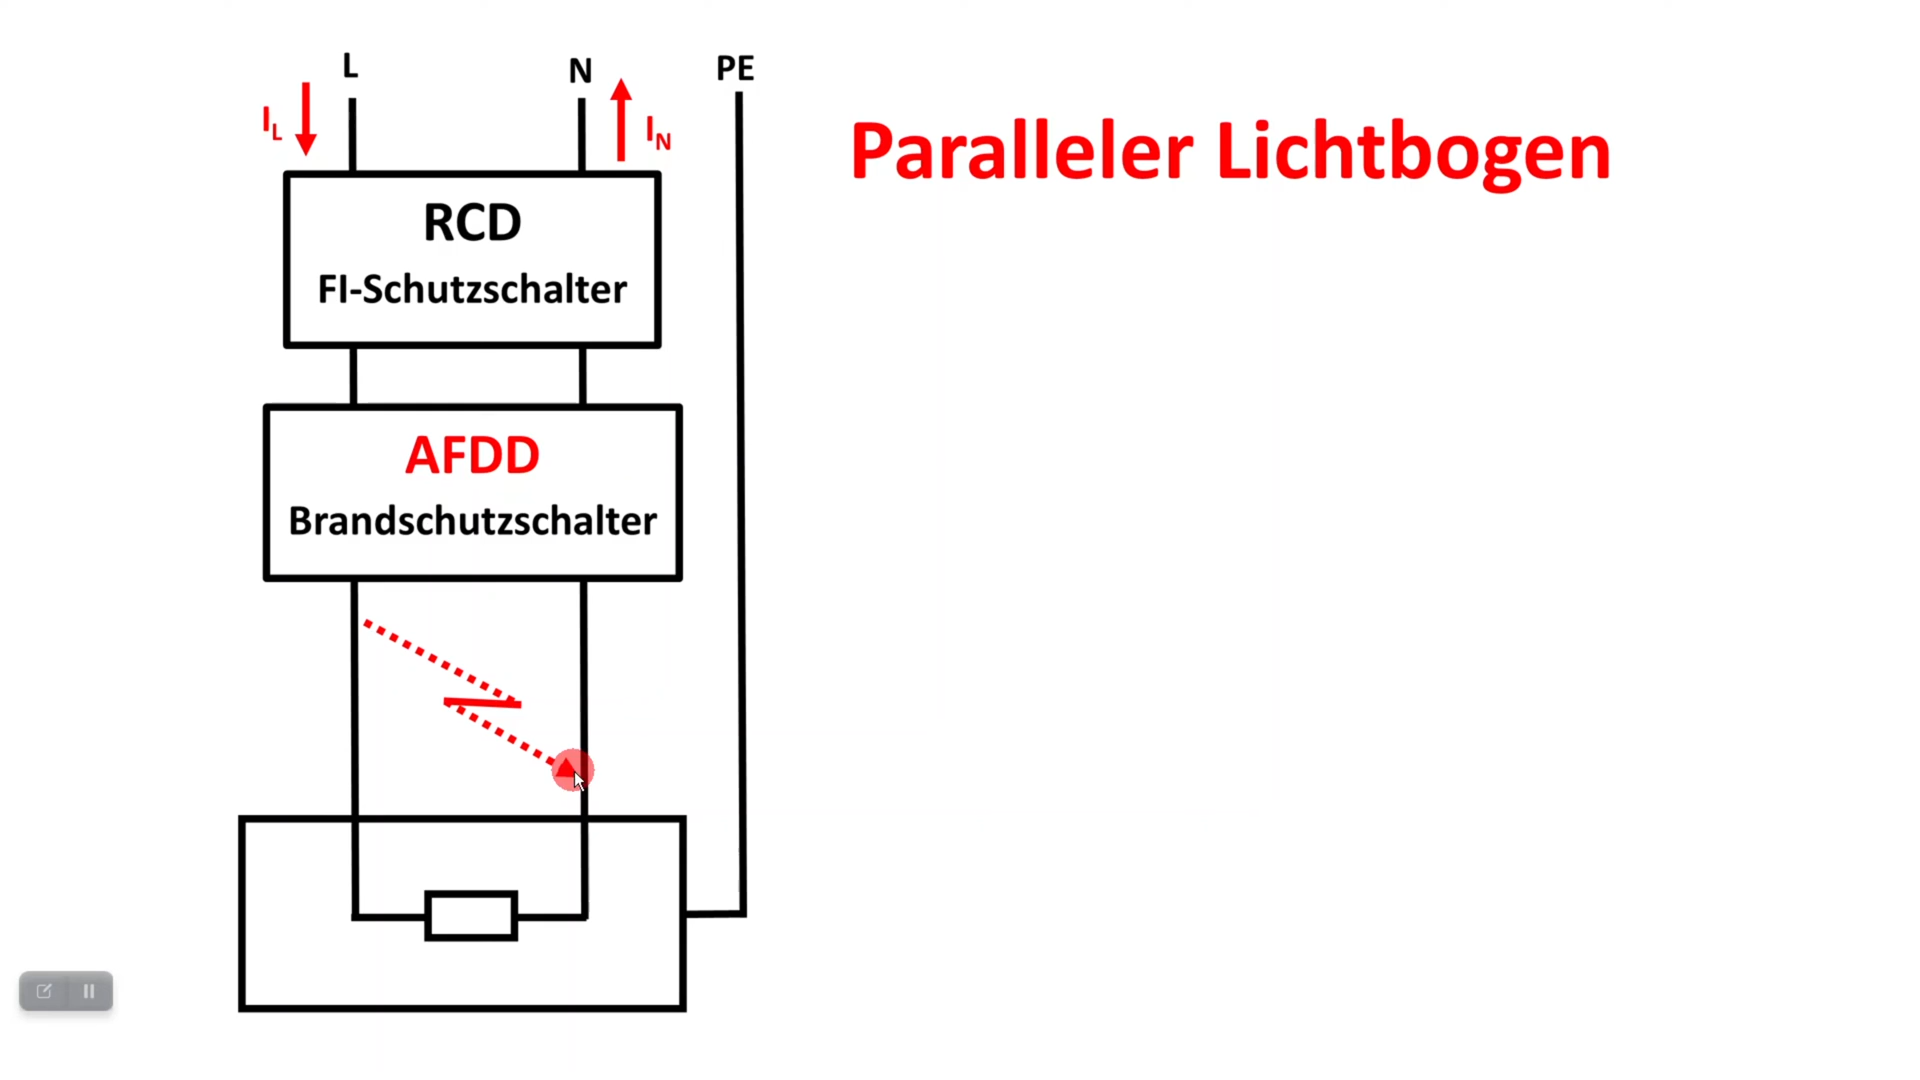 L
N
PE
IL
IN
Paralleler Lichtbogen
RCD
FI-Schutzschalter
AFDD
Brandschutzschalter